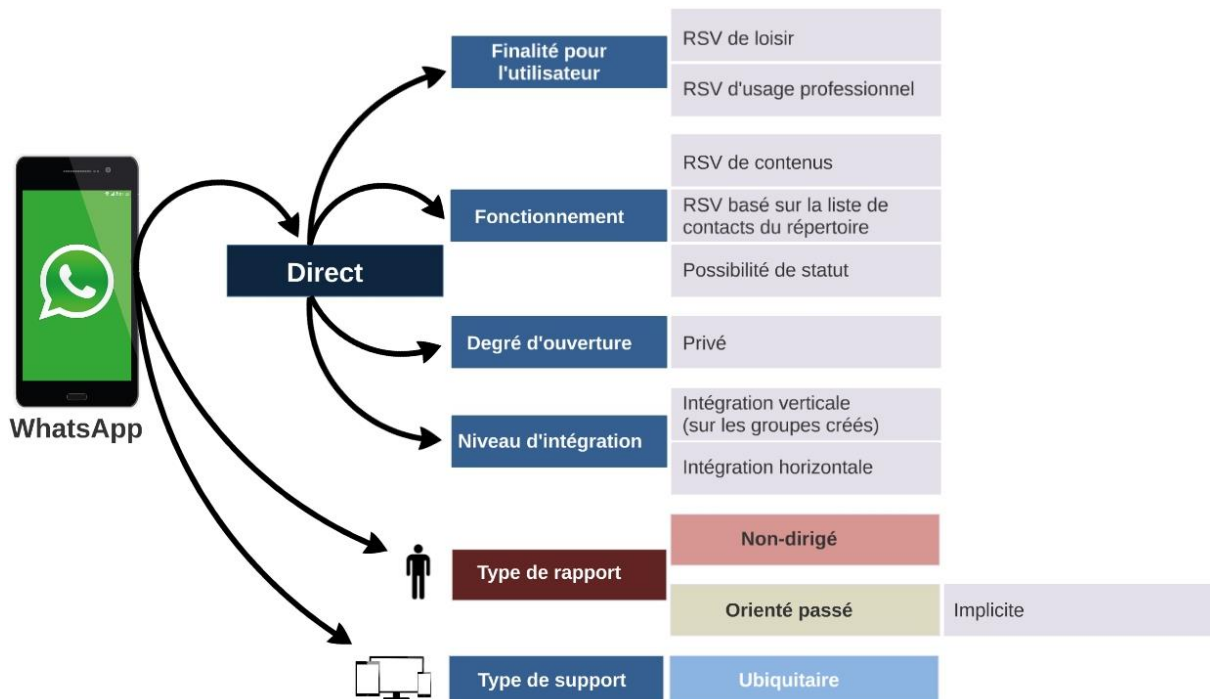 Finalité pour
l'utilisateur
RSV de loisir
RSV d'usage professionnel
Fonctionnement
RSV de contenus
RSV basé sur la liste de
contacts du répertoire
Possibilité de statut
Direct
Degré d'ouverture
Privé
WhatsApp
Niveau d'intégration
Intégration verticale
(sur les groupes créés)
Intégration horizontale
Type de rapport
Non-dirigé
Orienté passé
Implicite
Type de support
Ubiquitaire